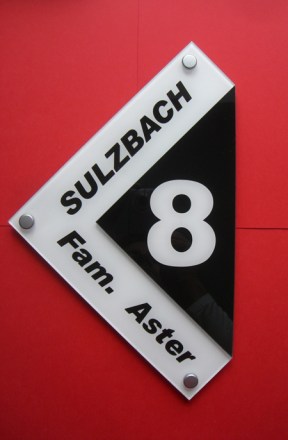 SULZBACH
8
Fam. Aster